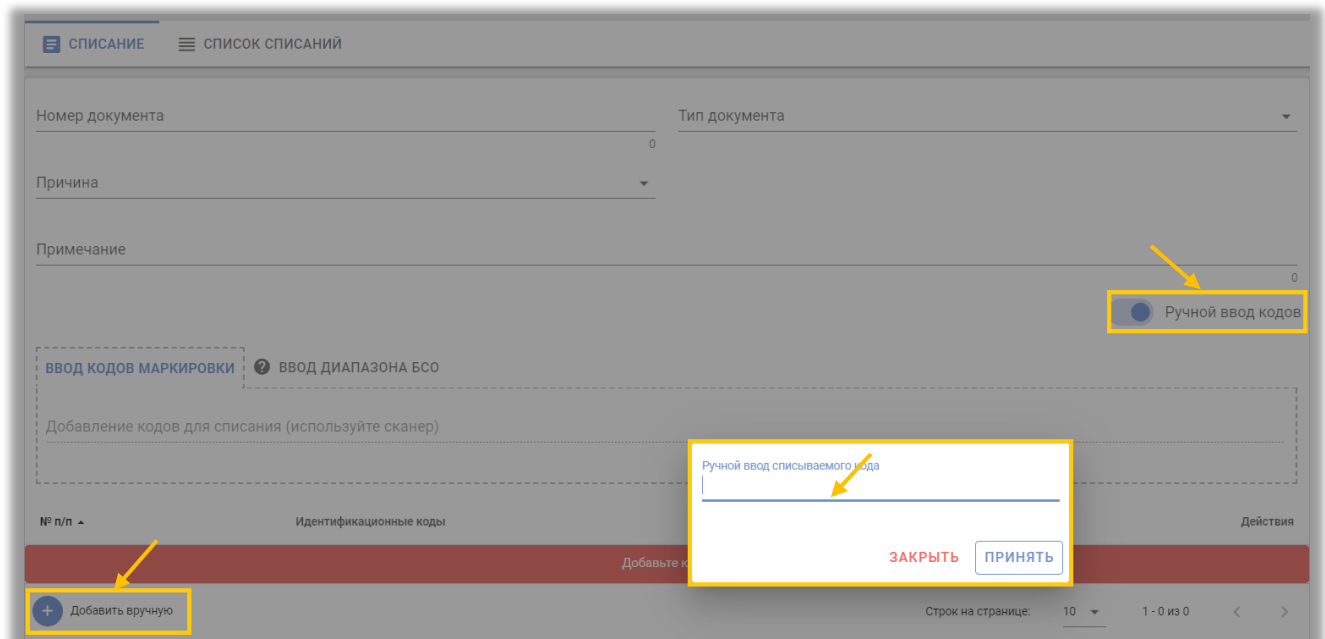 СПИСАНИЕ СПИСОК СПИСАНИЙ
Номер документа Тип документа
0
Причина
Примечание
0
Ручной ввод кодов
ВВОД КОДОВ МАРКИРОВКИ ? ВВОД ДИАПАЗОНА БСО
Добавление кодов для списания (используйте сканер)
Ручной ввод списываемого кода
№ п/п Идентификационные коды Действия
ЗАКРЫТЬ ПРИНЯТЬ
Добавьте
+ Добавить вручную Строк на странице: 10 1 - 0 из 0 < >